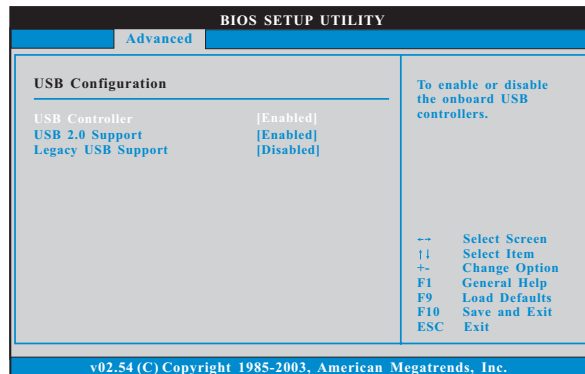 BIOS SETUP UTILITY
Advanced
USB Configuration
USB Controller [Enabled]
USB 2.0 Support [Enabled]
Legacy USB Support [Disabled]
To enable or disable
the onboard USB
controllers.
←→ Select Screen
↑↓ Select Item
+- Change Option
F1 General Help
F9 Load Defaults
F10 Save and Exit
ESC Exit
v02.54 (C) Copyright 1985-2003, American Megatrends, Inc.